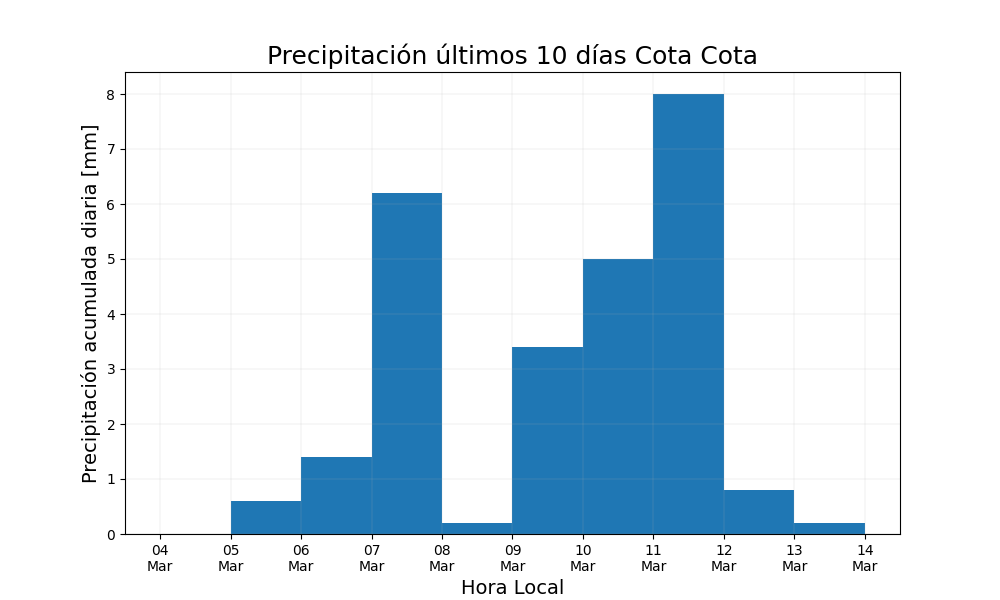 Precipitación últimos 10 días Cota Cota
Precipitación acumulada diaria [mm]
8
7
6
5
4
3
2
1
0
04 05 06 07 08 09 10 11 12 13 14
Mar Mar Mar Mar Mar Mar Mar Mar Mar Mar Mar
Hora Local